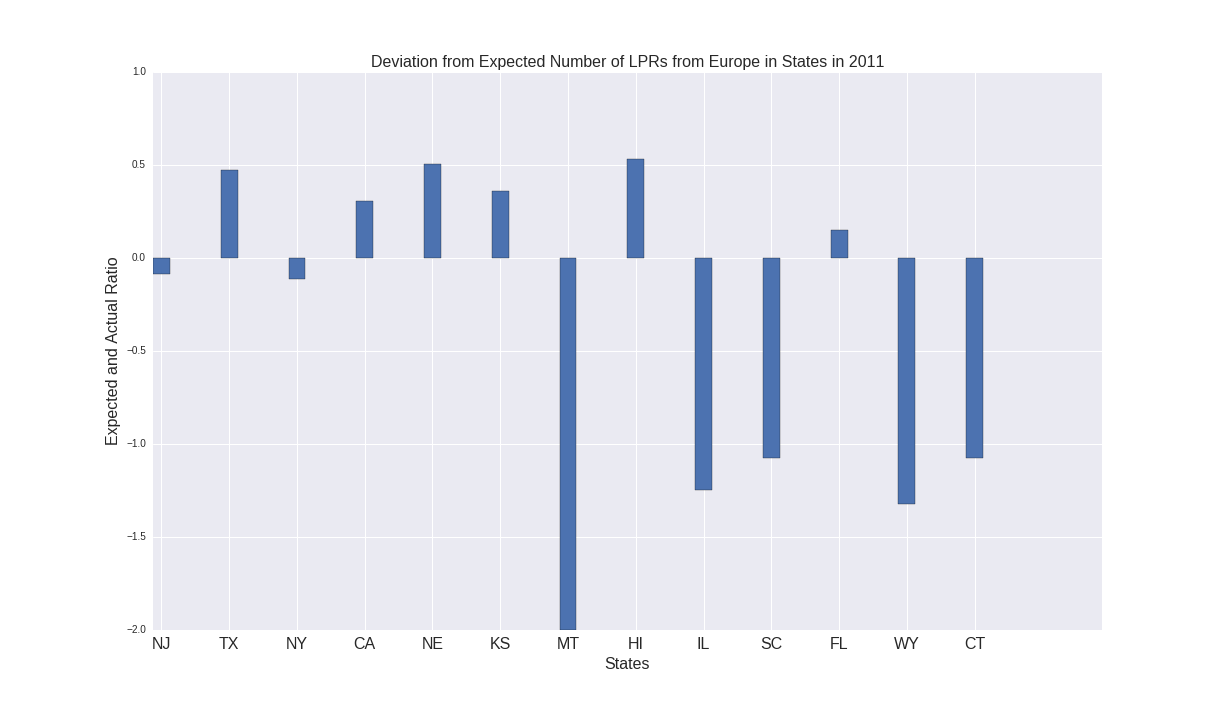 Deviation from Expected Number of LPRs from Europe in States in 2011
1.0
0.5
0.0
−0.5
−1.0
−1.5
−2.0
Expected and Actual Ratio
NJ TX NY CA NE KS MT HI IL SC FL WY CT
States